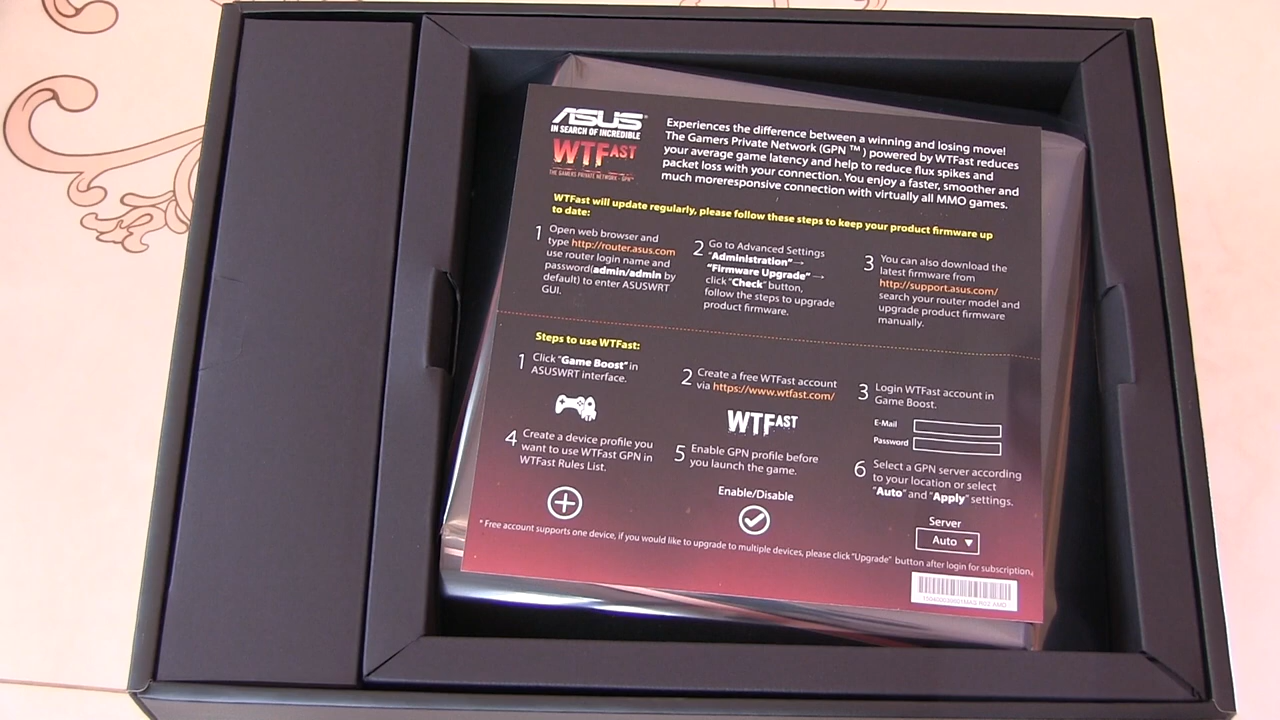 ASUS
IN SEARCH OF INCREDIBLE
WTFAST
THE GAMERS PRIVATE NETWORK - GPN™
Experiences the difference between a winning and losing move!
The Gamers Private Network (GPN ™ ) powered by WTFast reduces
your average game latency and help to reduce flux spikes and
packet loss with your connection. You enjoy a faster, smoother and
much moreresponsive connection with virtually all MMO games.
WTFast will update regularly, please follow these steps to keep your product firmware up
to date:
1 Open web browser and
type http://router.asus.com
use router login name and
password(admin/admin by
default) to enter ASUSWRT
GUI.
2 Go to Advanced Settings
"Administration"→
"Firmware Upgrade" →
click "Check" button,
follow the steps to upgrade
product firmware.
3 You can also download the
latest firmware from
http://support.asus.com/
search your router model and
upgrade product firmware
manually.
Steps to use WTFast:
1 Click "Game Boost" in
ASUSWRT interface.
2 Create a free WTFast account
via https://www.wtfast.com/
WTFAST
3 Login WTFast account in
Game Boost.
E-Mail
Password
4 Create a device profile you
want to use WTFast GPN in
WTFast Rules List.
5 Enable GPN profile before
you launch the game.
Enable/Disable
6 Select a GPN server according
to your location or select
"Auto" and "Apply" settings.
Server
Auto
* Free account supports one device, if you would like to upgrade to multiple devices, please click "Upgrade" button after login for subscription.